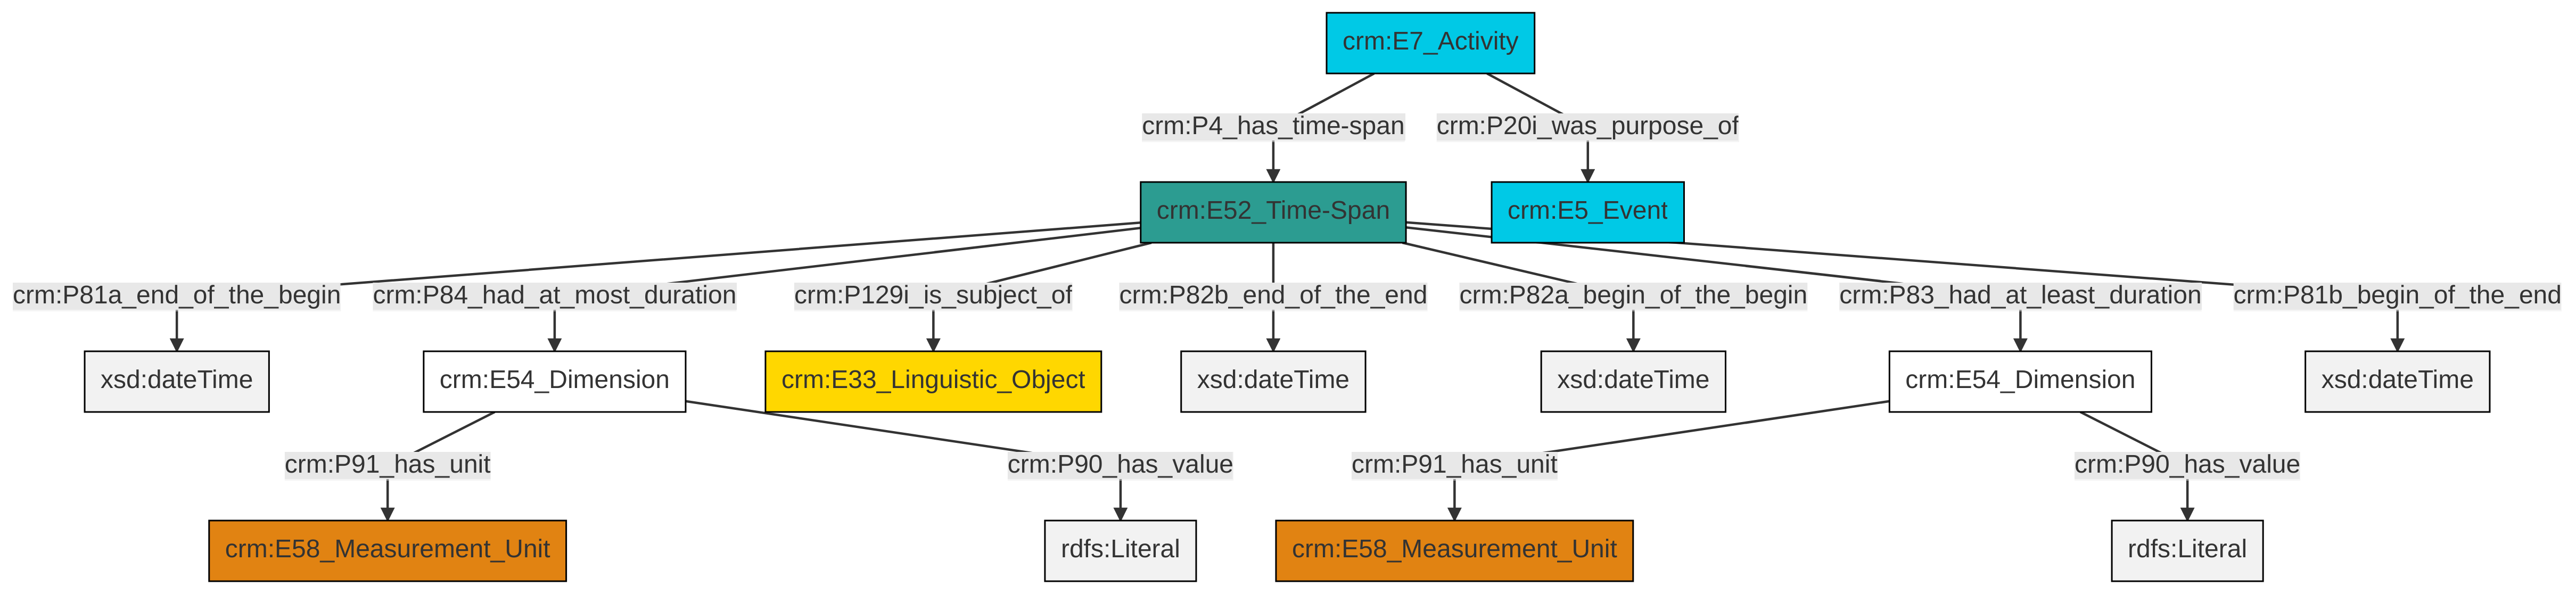 crm:E7_Activity
crm:P4_has_time-span
crm:P20i_was_purpose_of
crm:E52_Time-Span
crm:E5_Event
crm:P81a_end_of_the_begin
crm:P84_had_at_most_duration
crm:P129i_is_subject_of
crm:P82b_end_of_the_end
crm:P82a_begin_of_the_begin
crm:P83_had_at_least_duration
crm:P81b_begin_of_the_end
xsd:dateTime
crm:E54_Dimension
crm:E33_Linguistic_Object
xsd:dateTime
xsd:dateTime
crm:E54_Dimension
xsd:dateTime
crm:P91_has_unit
crm:P90_has_value
crm:P91_has_unit
crm:P90_has_value
crm:E58_Measurement_Unit
rdfs:Literal
crm:E58_Measurement_Unit
rdfs:Literal